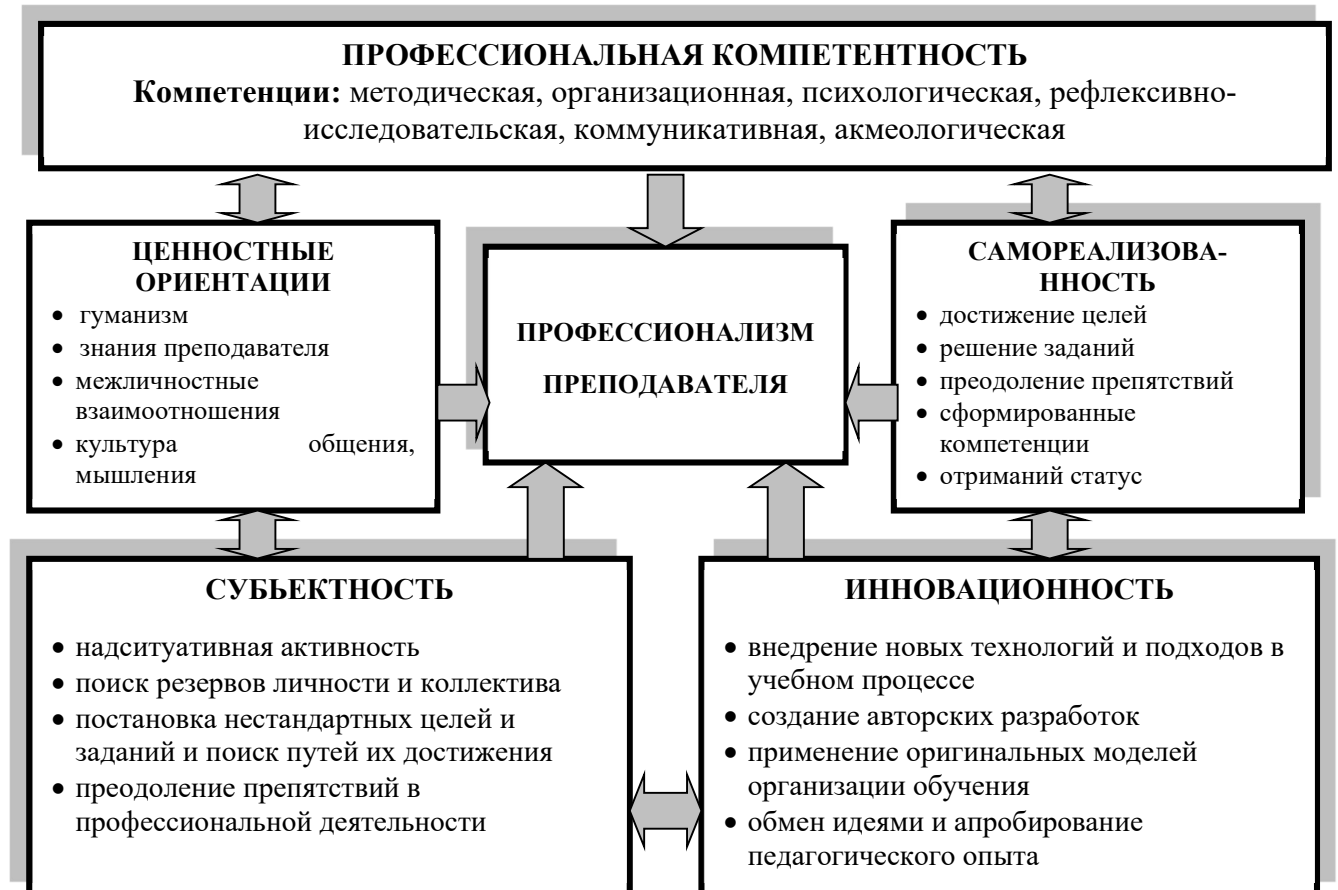 ПРОФЕССИОНАЛЬНАЯ КОМПЕТЕНТНОСТЬ
Компетенции: методическая, организационная, психологическая, рефлексивно-
исследовательская, коммуникативная, акмеологическая
ЦЕННОСТНЫЕ
ОРИЕНТАЦИИ
• гуманизм
• знания преподавателя
• межличностные
взаимоотношения
• культура общения,
мышления
ПРОФЕССИОНАЛИЗМ
ПРЕПОДАВАТЕЛЯ
САМОРЕАЛИЗОВА-
ННОСТЬ
• достижение целей
• решение заданий
• преодоление препятствий
• сформированные
компетенции
• отриманий статус
СУБЬЕКТНОСТЬ
• надситуативная активность
• поиск резервов личности и коллектива
• постановка нестандартных целей и
заданий и поиск путей их достижения
• преодоление препятствий в
профессиональной деятельности
ИННОВАЦИОННОСТЬ
• внедрение новых технологий и подходов в
учебном процессе
• создание авторских разработок
• применение оригинальных моделей
организации обучения
• обмен идеями и апробирование
педагогического опыта